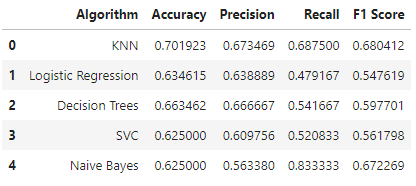 Algorithm Accuracy Precision Recall F1 Score
0 KNN 0.701923 0.673469 0.687500 0.680412
1 Logistic Regression 0.634615 0.638889 0.479167 0.547619
2 Decision Trees 0.663462 0.666667 0.541667 0.597701
3 SVC 0.625000 0.609756 0.520833 0.561798
4 Naive Bayes 0.625000 0.563380 0.833333 0.672269